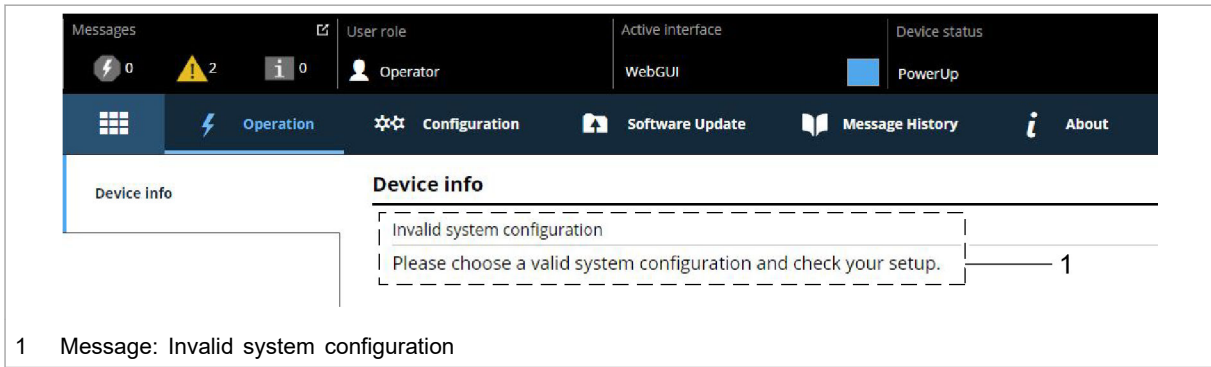 Messages User role Active interface Device status
0 2 i 0 Operator WebGUI PowerUp
Operation Configuration Software Update Message History i About
Device info Device info
Invalid system configuration
Please choose a valid system configuration and check your setup. 1
1 Message: Invalid system configuration